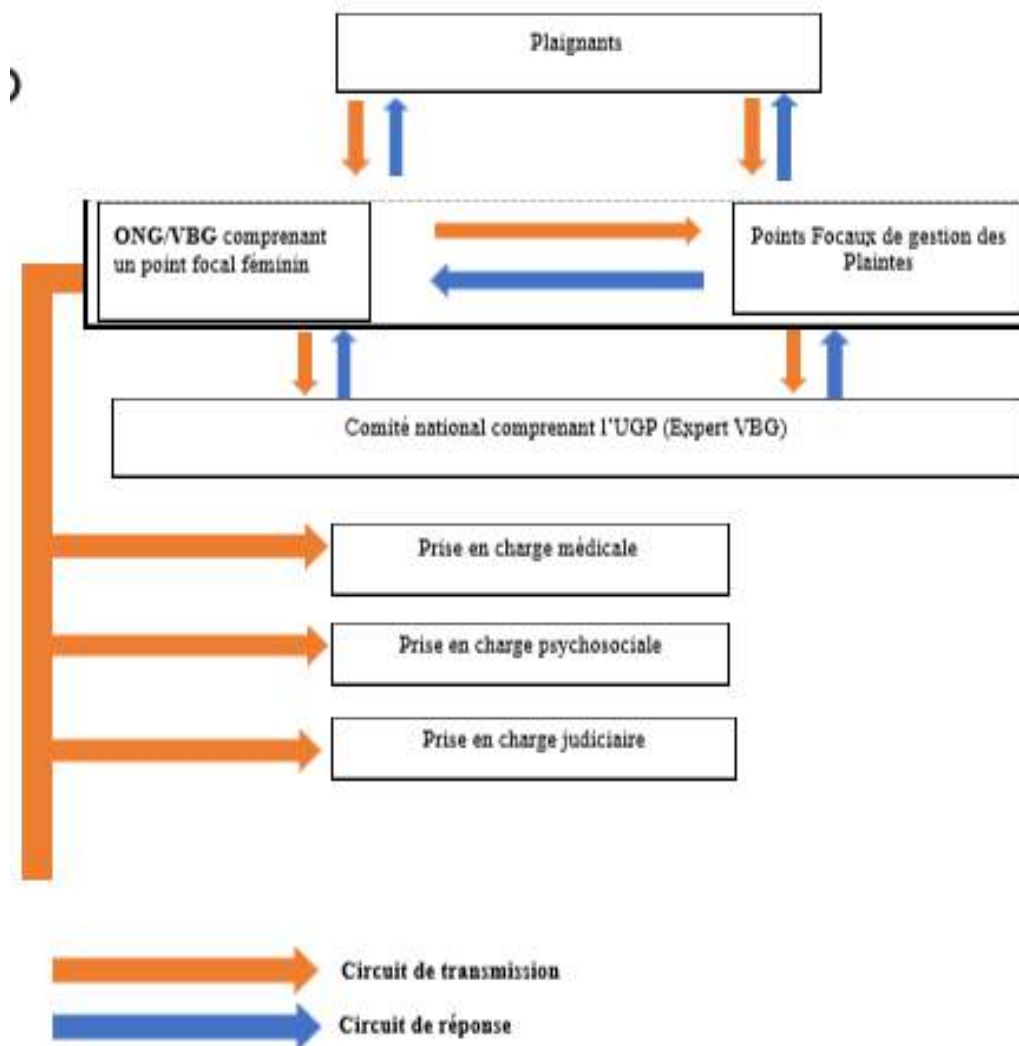 Plaignants
ONG/VBG comprenant
un point focal féminin
Points Focaux de gestion des
Plaintes
Comité national comprenant l'UGP (Expert VBG)
Prise en charge médicale
Prise en charge psychosociale
Prise en charge judiciaire
Circuit de transmission
Circuit de réponse